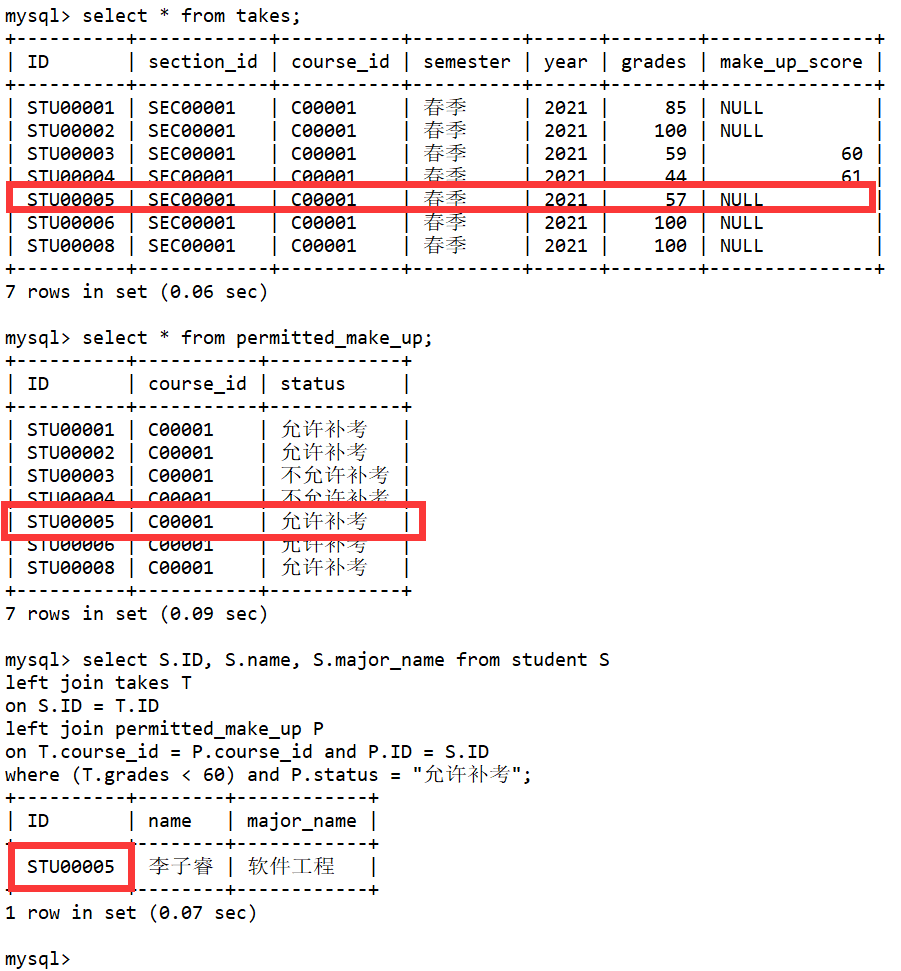 mysql> select * from takes;
+----------+------------+-----------+----------+------+--------+---------------+
| ID       | section_id | course_id | semester | year | grades | make_up_score |
+----------+------------+-----------+----------+------+--------+---------------+
| STU00001 | SEC00001   | C00001    | 春季     | 2021 |     85 | NULL          |
| STU00002 | SEC00001   | C00001    | 春季     | 2021 |    100 | NULL          |
| STU00003 | SEC00001   | C00001    | 春季     | 2021 |     59 |            60 |
| STU00004 | SEC00001   | C00001    | 春季     | 2021 |     44 |            61 |
| STU00005 | SEC00001   | C00001    | 春季     | 2021 |     57 | NULL          |
| STU00006 | SEC00001   | C00001    | 春季     | 2021 |    100 | NULL          |
| STU00008 | SEC00001   | C00001    | 春季     | 2021 |    100 | NULL          |
+----------+------------+-----------+----------+------+--------+---------------+
7 rows in set (0.06 sec)
mysql> select * from permitted_make_up;
+----------+-----------+------------+
| ID       | course_id | status     |
+----------+-----------+------------+
| STU00001 | C00001    | 允许补考   |
| STU00002 | C00001    | 允许补考   |
| STU00003 | C00001    | 不允许补考 |
| STU00004 | C00001    | 不允许补考 |
| STU00005 | C00001    | 允许补考   |
| STU00006 | C00001    | 允许补考   |
| STU00008 | C00001    | 允许补考   |
+----------+-----------+------------+
7 rows in set (0.09 sec)
mysql> select S.ID, S.name, S.major_name from student S
left join takes T
on S.ID = T.ID
left join permitted_make_up P
on T.course_id = P.course_id and P.ID = S.ID
where (T.grades < 60) and P.status = "允许补考";
+----------+--------+------------+
| ID       | name   | major_name |
+----------+--------+------------+
| STU00005 | 李子睿 | 软件工程   |
+----------+--------+------------+
1 row in set (0.07 sec)
mysql>